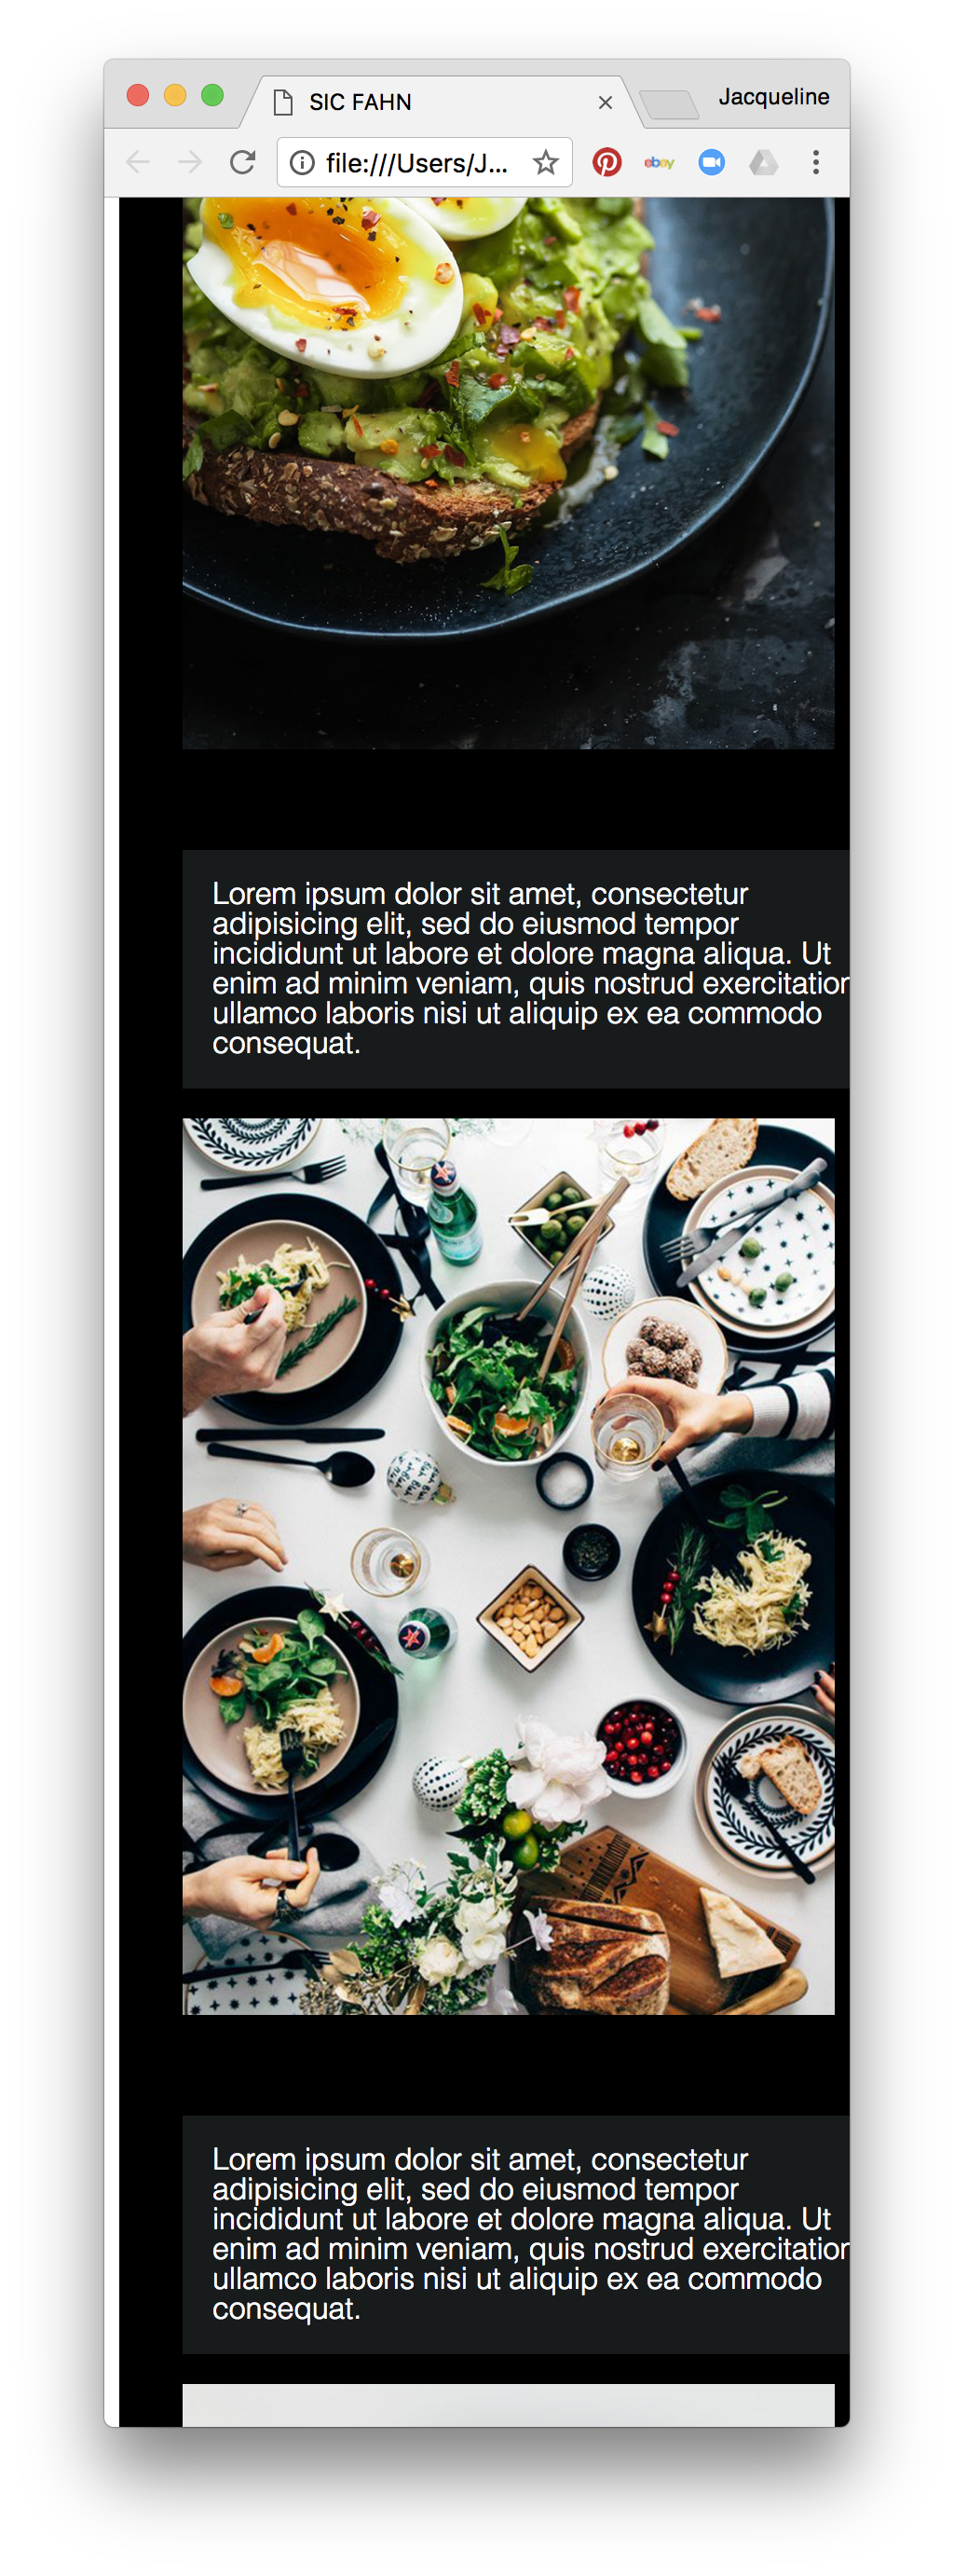 SIC FAHN
Jacqueline
file:///Users/J...
ebay
Lorem ipsum dolor sit amet, consectetur
adipisicing elit, sed do eiusmod tempor
incididunt ut labore et dolore magna aliqua. Ut
enim ad minim veniam, quis nostrud exercitation
ullamco laboris nisi ut aliquip ex ea commodo
consequat.
Lorem ipsum dolor sit amet, consectetur
adipisicing elit, sed do eiusmod tempor
incididunt ut labore et dolore magna aliqua. Ut
enim ad minim veniam, quis nostrud exercitation
ullamco laboris nisi ut aliquip ex ea commodo
consequat.